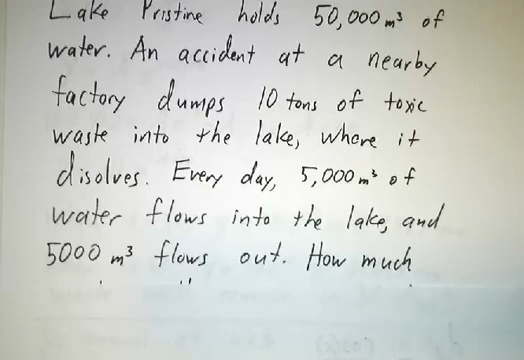 Lake Pristine holds 50,000 m³ of
water. An accident at a nearby
factory dumps 10 tons of toxic
waste into the lake, where it
disolves. Every day, 5,000 m³ of
water flows into the lake, and
5000 m³ flows out. How much